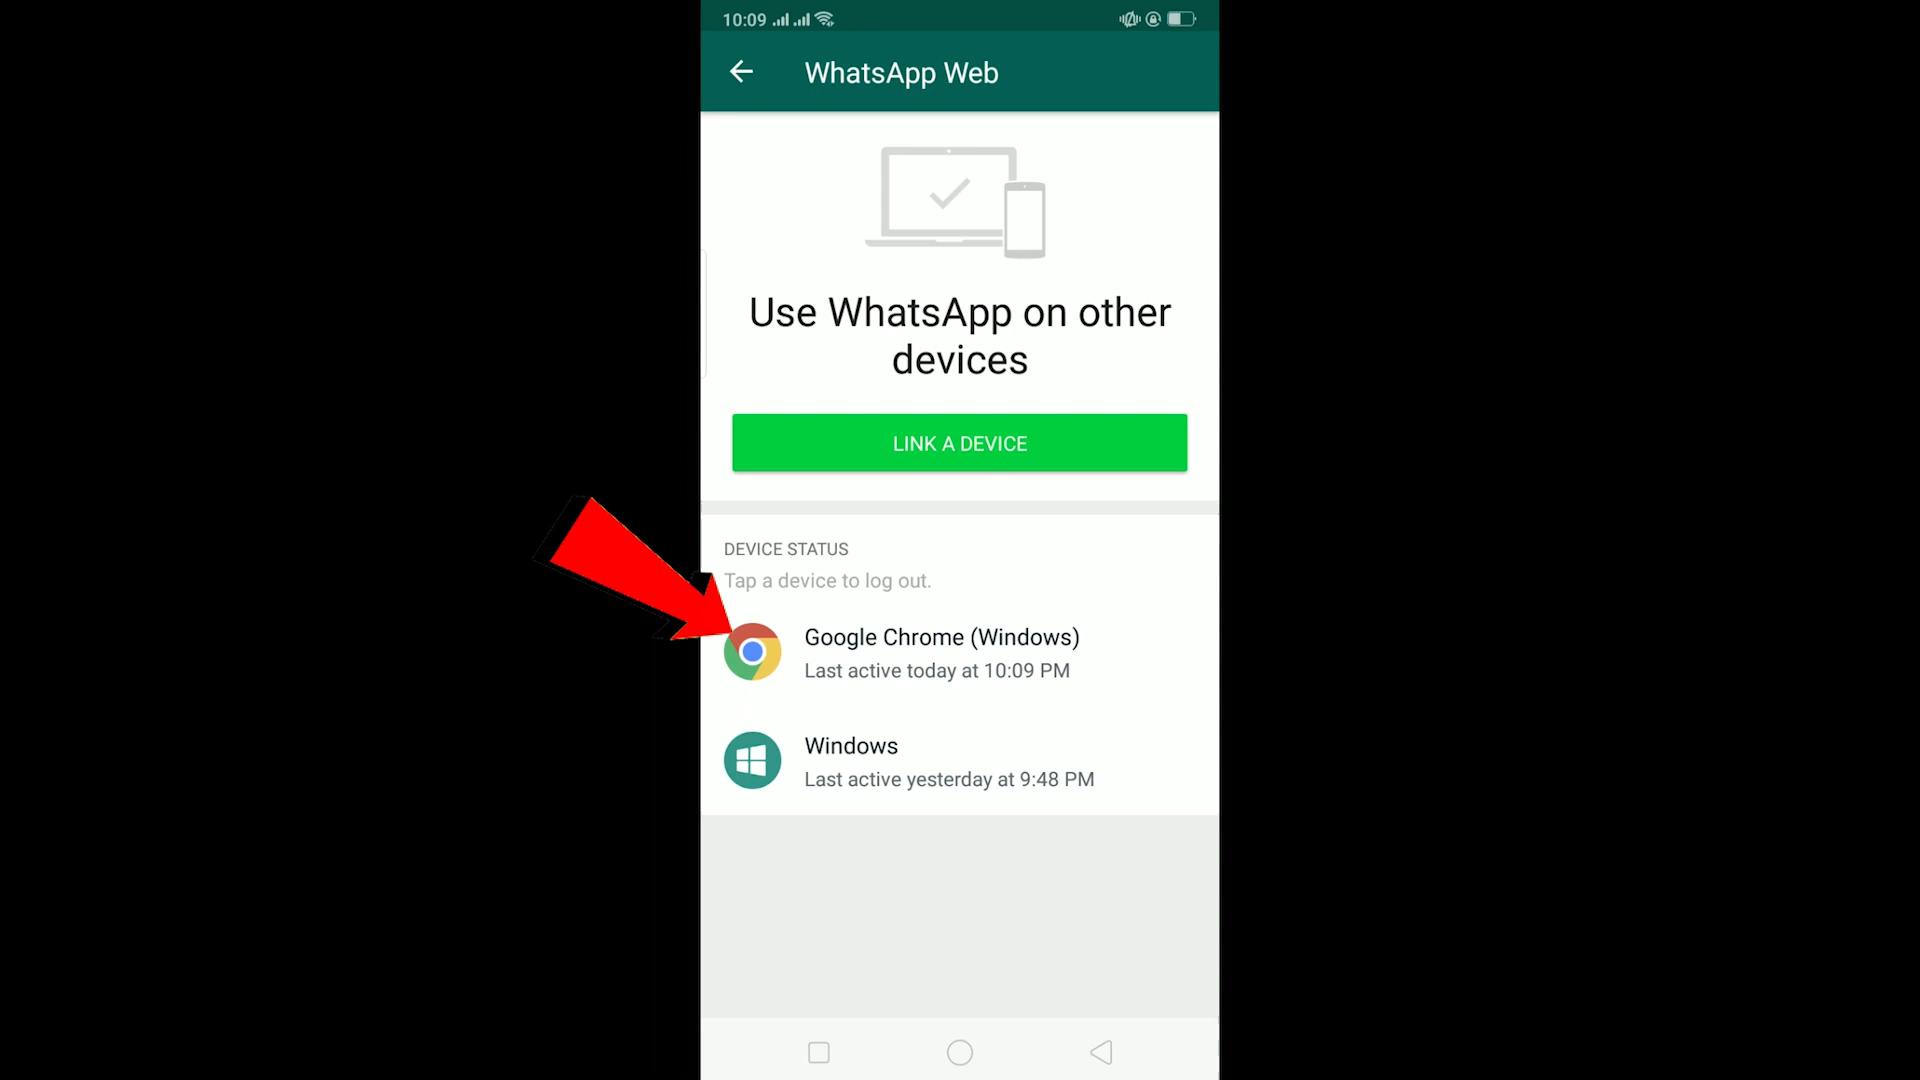 10:09
WhatsApp Web
Use WhatsApp on other
devices
LINK A DEVICE
DEVICE STATUS
Tap a device to log out.
Google Chrome (Windows)
Last active today at 10:09 PM
Windows
Last active yesterday at 9:48 PM